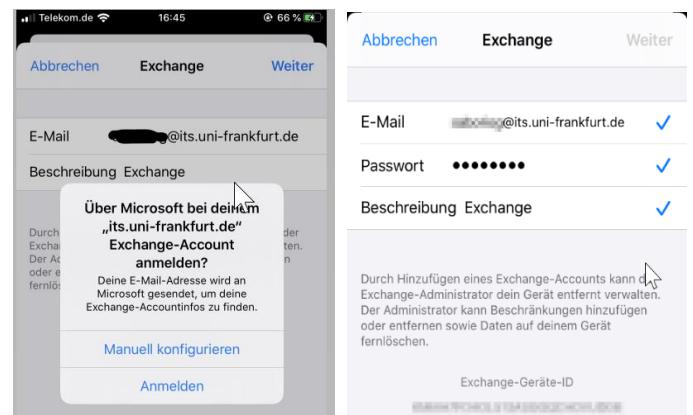 Telekom.de 16:45 66 %
Abbrechen Exchange Weiter
E-Mail @its.uni-frankfurt.de
Beschreibung Exchange
Über Microsoft bei deinem
„its.uni-frankfurt.de“
Exchange-Account
anmelden?
Deine E-Mail-Adresse wird an
Microsoft gesendet, um deine
Exchange-Accountinfos zu finden.
Manuell konfigurieren
Anmelden
Durch
Der
oder
Abbrechen Exchange Weiter
E-Mail @its.uni-frankfurt.de
Passwort ●●●●●●●●
Beschreibung Exchange
Durch Hinzufügen eines Exchange-Accounts kann
Exchange-Administrator dein Gerät entfernt verwalten.
Der Administrator kann Beschränkungen hinzufügen
oder entfernen sowie Daten auf deinem Gerät
fernlöschen.
Exchange-Geräte-ID